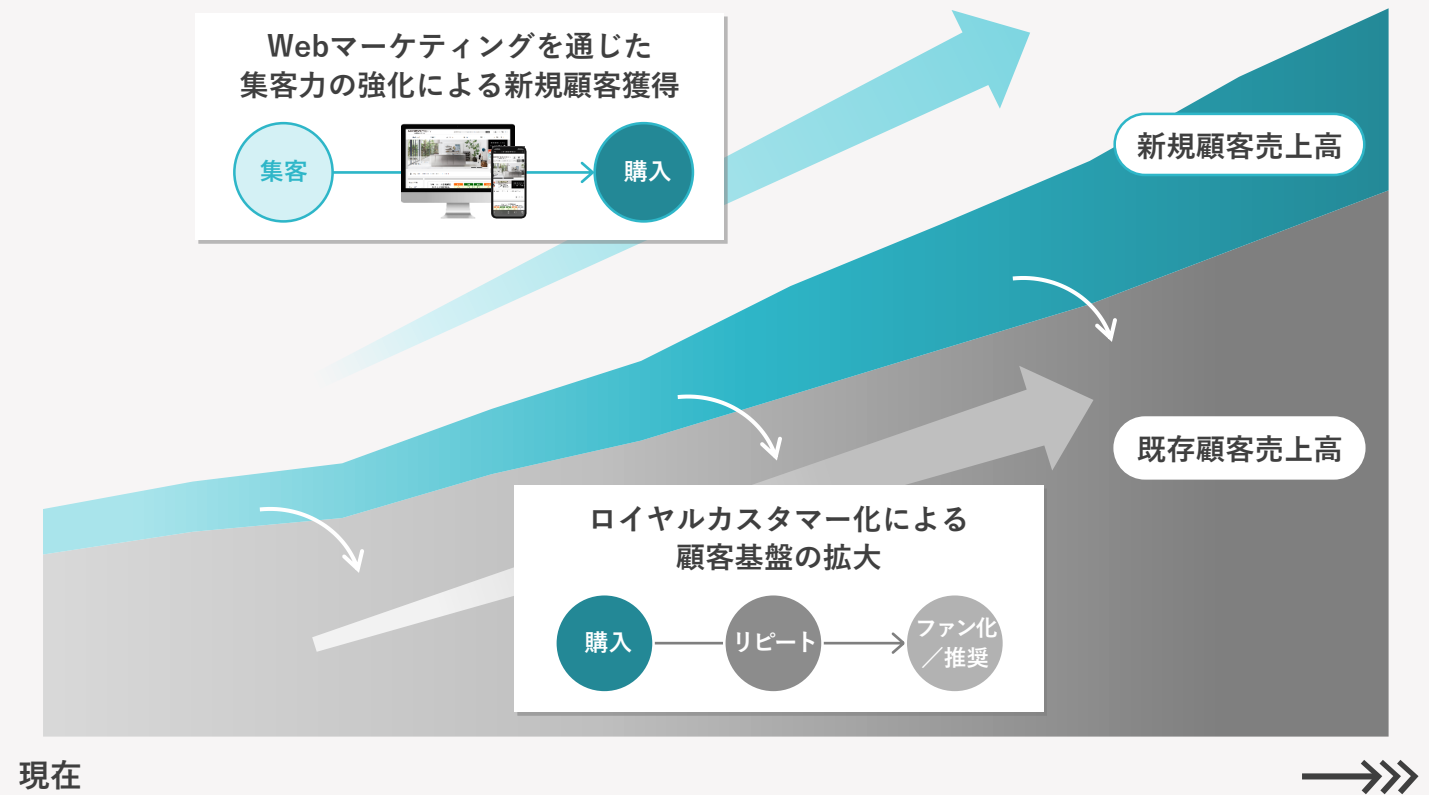 Webマーケティングを通じた
集客力の強化による新規顧客獲得
集客
購入
新規顧客売上高
既存顧客売上高
ロイヤルカスタマー化による
顧客基盤の拡大
購入
リピート
ファン化
／推奨
現在